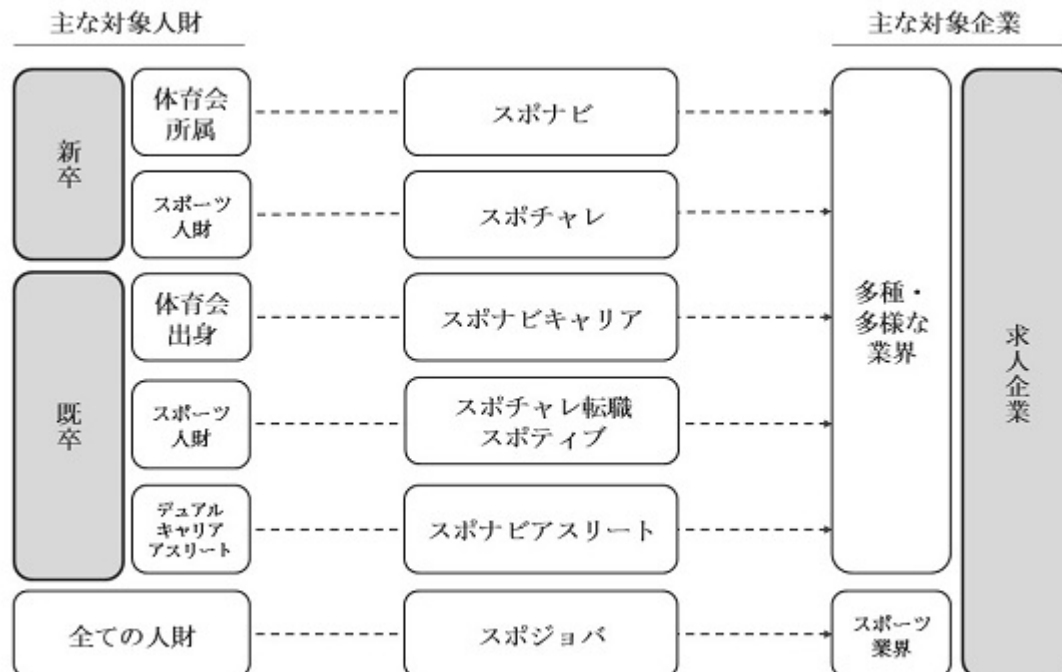 主な対象人財
主な対象企業
新卒
体育会
所属
スポナビ
スポーツ
人財
スポチャレ
既卒
体育会
出身
スポナビキャリア
スポーツ
人財
スポチャレ転職
スポティブ
デュアル
キャリア
アスリート
スポナビアスリート
全ての人財
スポジョバ
多種・
多様な
業界
スポーツ
業界
求人企業